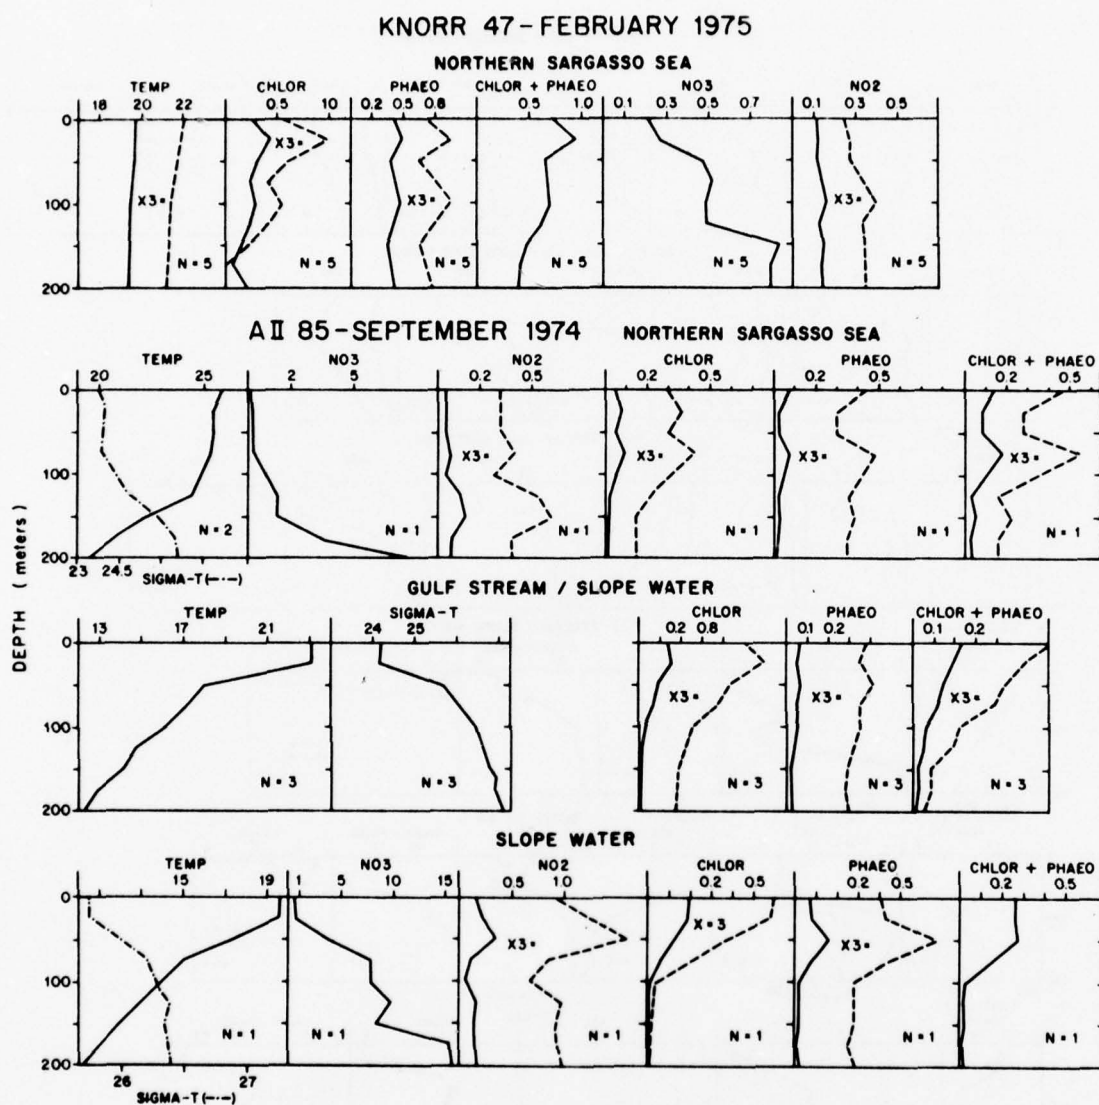 KNORR 47 - FEBRUARY 1975
NORTHERN SARGASSO SEA
TEMP CHLOR PHAEO CHLOR + PHAEO NO3 NO2
18 20 22 0.5 10 0.2 0.5 0.8 0.5 1.0 0.1 0.3 0.5 0.7 0.1 0.3 0.5
0
X3=
X3= X3= X3=
100
N = 5 N = 5 N = 5 N = 5 N = 5 N = 5
200
A II 85 - SEPTEMBER 1974 NORTHERN SARGASSO SEA
TEMP NO3 NO2 CHLOR PHAEO CHLOR + PHAEO
20 25 2 5 0.2 0.5 0.2 0.5 0.2 0.5 0.2 0.5
0
X3= X3= X3= X3=
100
N = 2 N = 1 N = 1 N = 1 N = 1 N = 1
200
23 24.5 SIGMA-T (—·—)
DEPTH (meters)
GULF STREAM / SLOPE WATER
TEMP SIGMA-T CHLOR PHAEO CHLOR + PHAEO
13 17 21 24 25 0.2 0.8 0.1 0.2 0.1 0.2
0
X3= X3= X3=
100
N = 3 N = 3 N = 3 N = 3 N = 3
200
SLOPE WATER
TEMP NO3 NO2 CHLOR PHAEO CHLOR + PHAEO
15 19 1 5 10 15 0.5 1.0 0.2 0.5 0.2 0.5 0.2 0.5
0
X3= X=3 X3=
100
N = 1 N = 1 N = 1 N = 1 N = 1 N = 1
200
26 27
SIGMA-T (—·—)